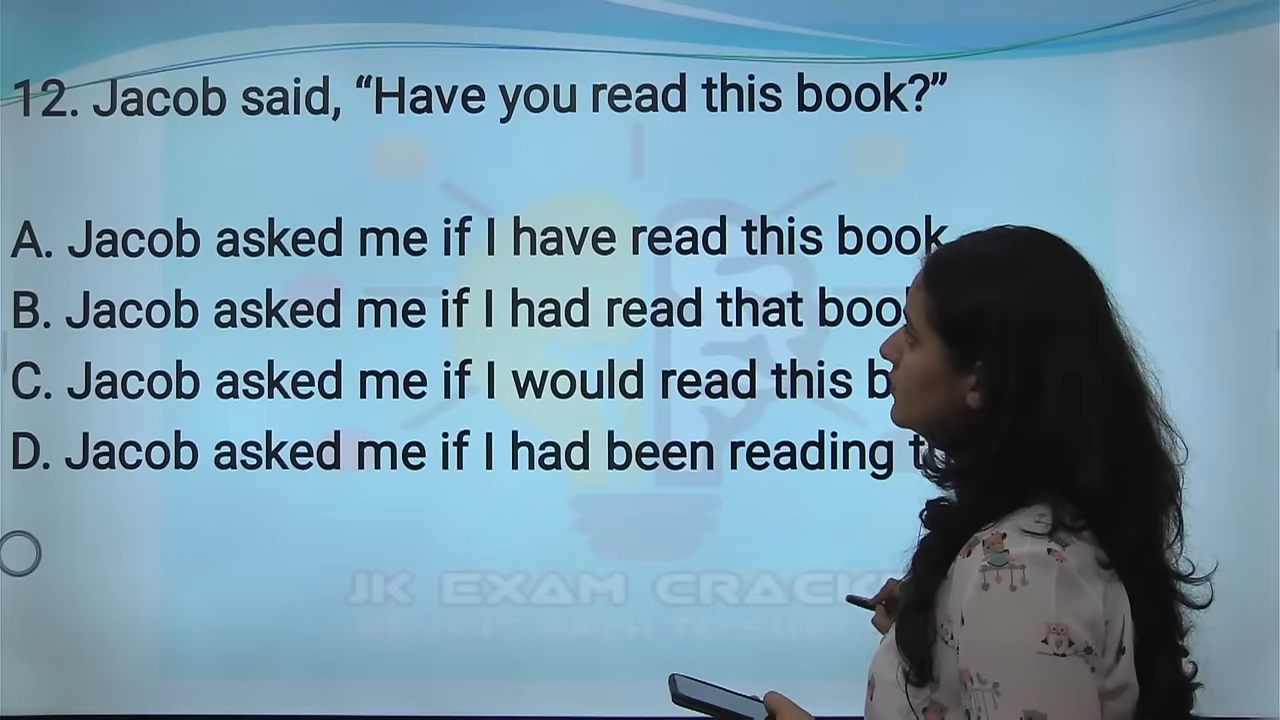 12. Jacob said, “Have you read this book?”
A. Jacob asked me if I have read this book
B. Jacob asked me if I had read that
C. Jacob asked me if I would read this
D. Jacob asked me if I had been reading
JK EXAM